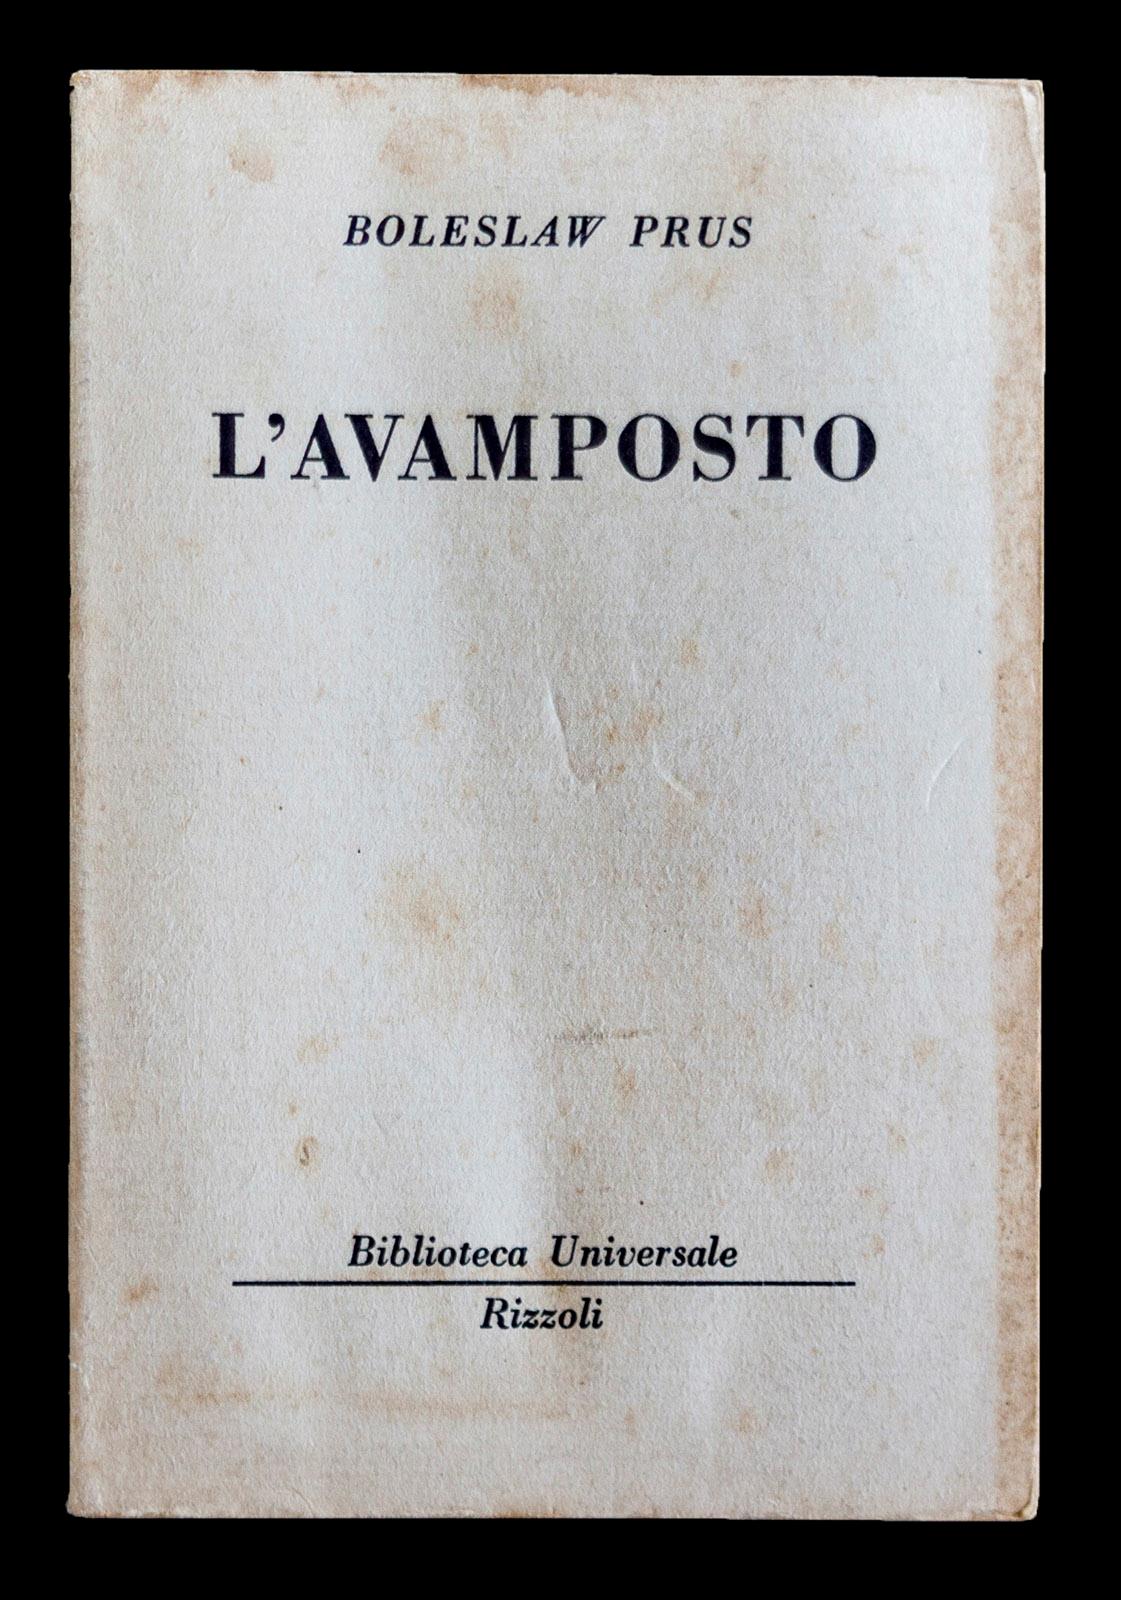 BOLESLAW PRUS
L'AVAMPOSTO
Biblioteca Universale
Rizzoli